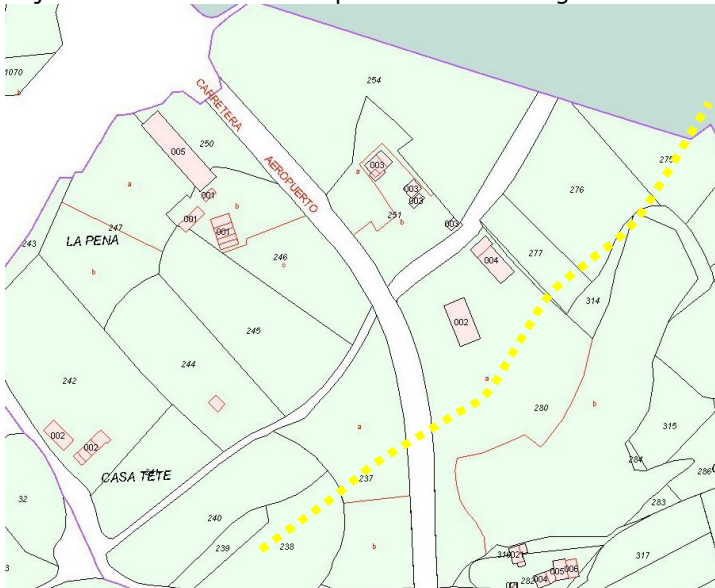 1070
b
254
CARRETERA
AEROPUERTO
250
005
003
275
a
001
b
a
003
276
003
001
001
251
b
003
247
LA PENA
243
246
c
004
277
b
314
245
002
244
a
280
b
242
a
315
002
002
284
CASA TETE
237
286
32
283
240
239
238
b
317
021
005
006
004